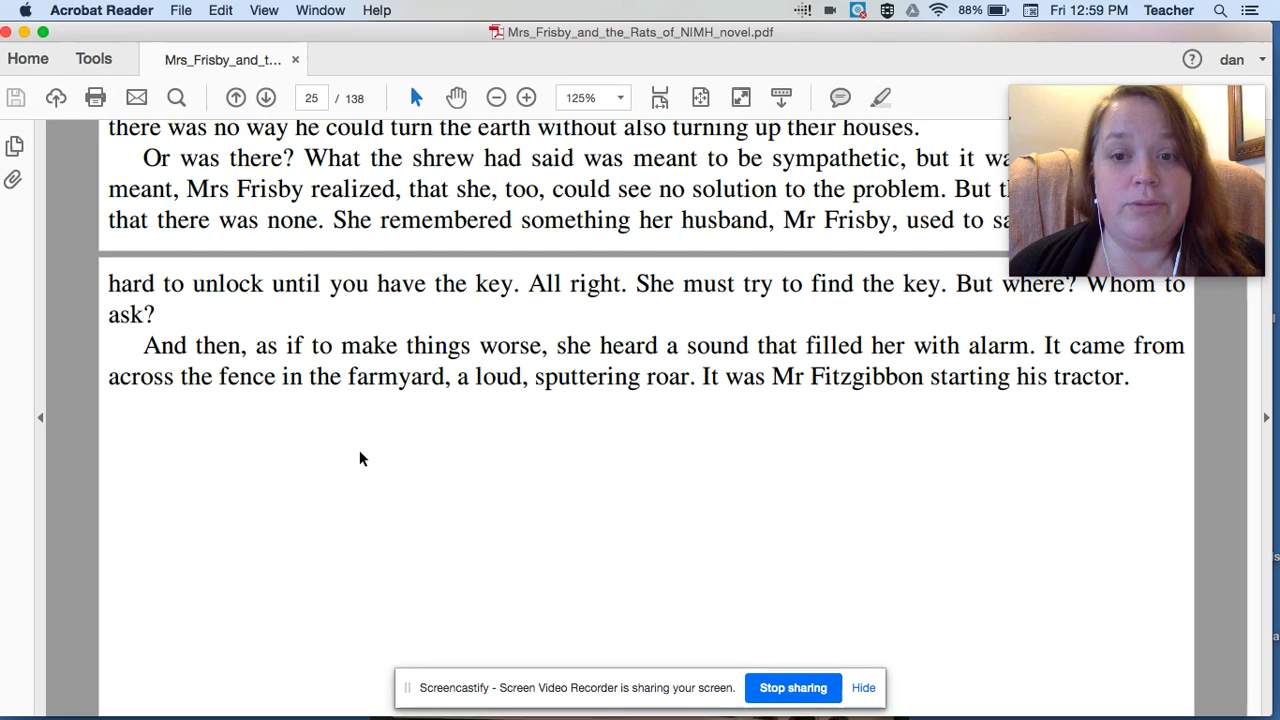 Acrobat Reader File Edit View Window Help 88% Fri 12:59 PM Teacher
Mrs_Frisby_and_the_Rats_of_NIMH_novel.pdf
Home Tools Mrs_Frisby_and_t... × ? dan
25 / 138 125%
there was no way he could turn the earth without also turning up their houses.
Or was there? What the shrew had said was meant to be sympathetic, but it
meant, Mrs Frisby realized, that she, too, could see no solution to the problem. But
that there was none. She remembered something her husband, Mr Frisby, used to
hard to unlock until you have the key. All right. She must try to find the key. But where? Whom to
ask?
And then, as if to make things worse, she heard a sound that filled her with alarm. It came from
across the fence in the farmyard, a loud, sputtering roar. It was Mr Fitzgibbon starting his tractor.
Screencastify - Screen Video Recorder is sharing your screen. Stop sharing Hide